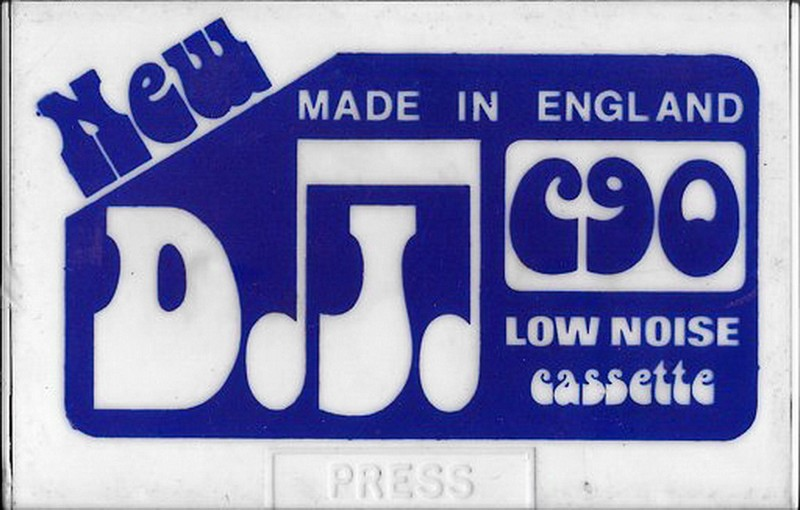 New
MADE IN ENGLAND
D.J.
C90
LOW NOISE
cassette
PRESS